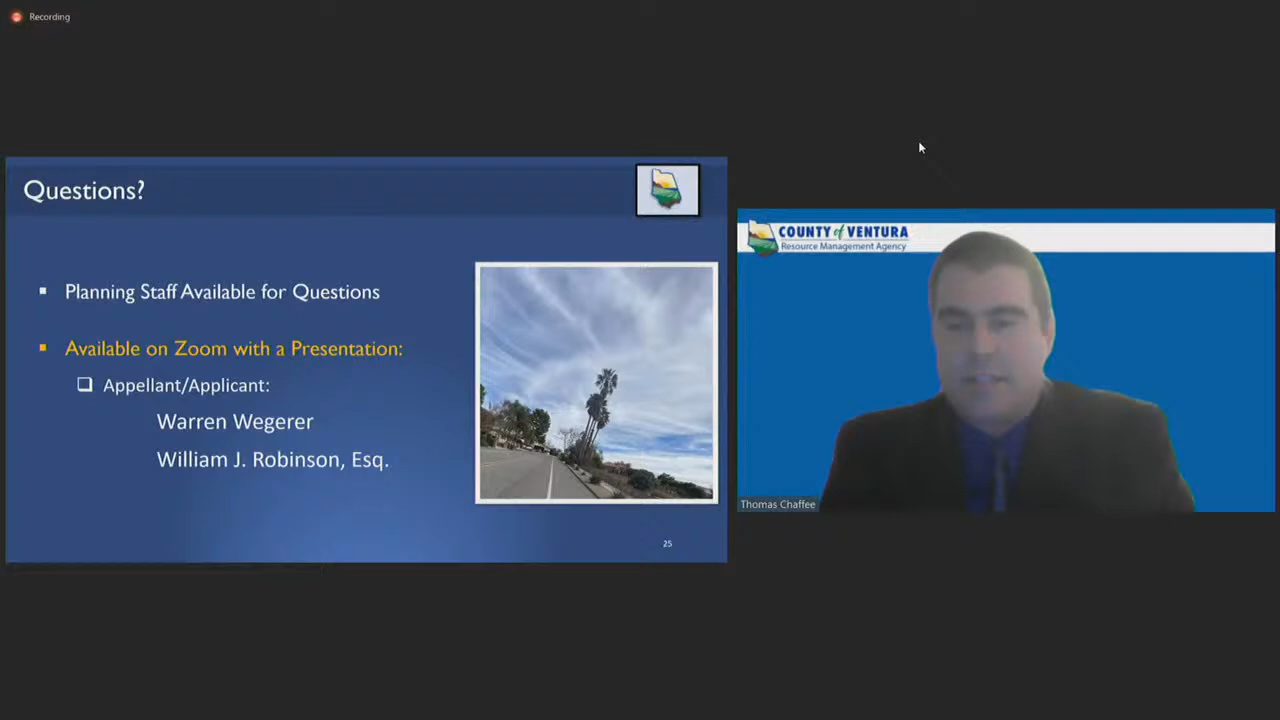 Recording
Questions?
Planning Staff Available for Questions
Available on Zoom with a Presentation:
Appellant/Applicant:
Warren Wegerer
William J. Robinson, Esq.
25
COUNTY of VENTURA
Resource Management Agency
Thomas Chaffee